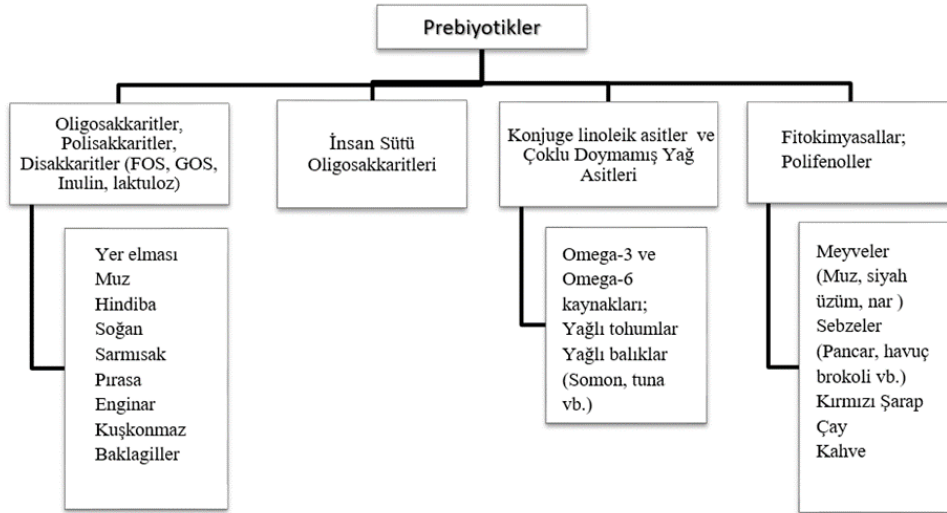 Prebiyotikler
Oligosakkaritler,
Polisakkaritler,
Disakkaritler (FOS, GOS,
Inulin, laktuloz)
Yer elması
Muz
Hindiba
Soğan
Sarmısak
Pırasa
Enginar
Kuşkonmaz
Baklagiller
İnsan Sütü
Oligosakkaritleri
Konjuge linoleik asitler ve
Çoklu Doymamış Yağ
Asitleri
Omega-3 ve
Omega-6
kaynakları;
Yağlı tohumlar
Yağlı balıklar
(Somon, tuna
vb.)
Fitokimyasallar;
Polifenoller
Meyveler
(Muz, siyah
üzüm, nar )
Sebzeler
(Pancar, havuç
brokoli vb.)
Kırmızı Şarap
Çay
Kahve